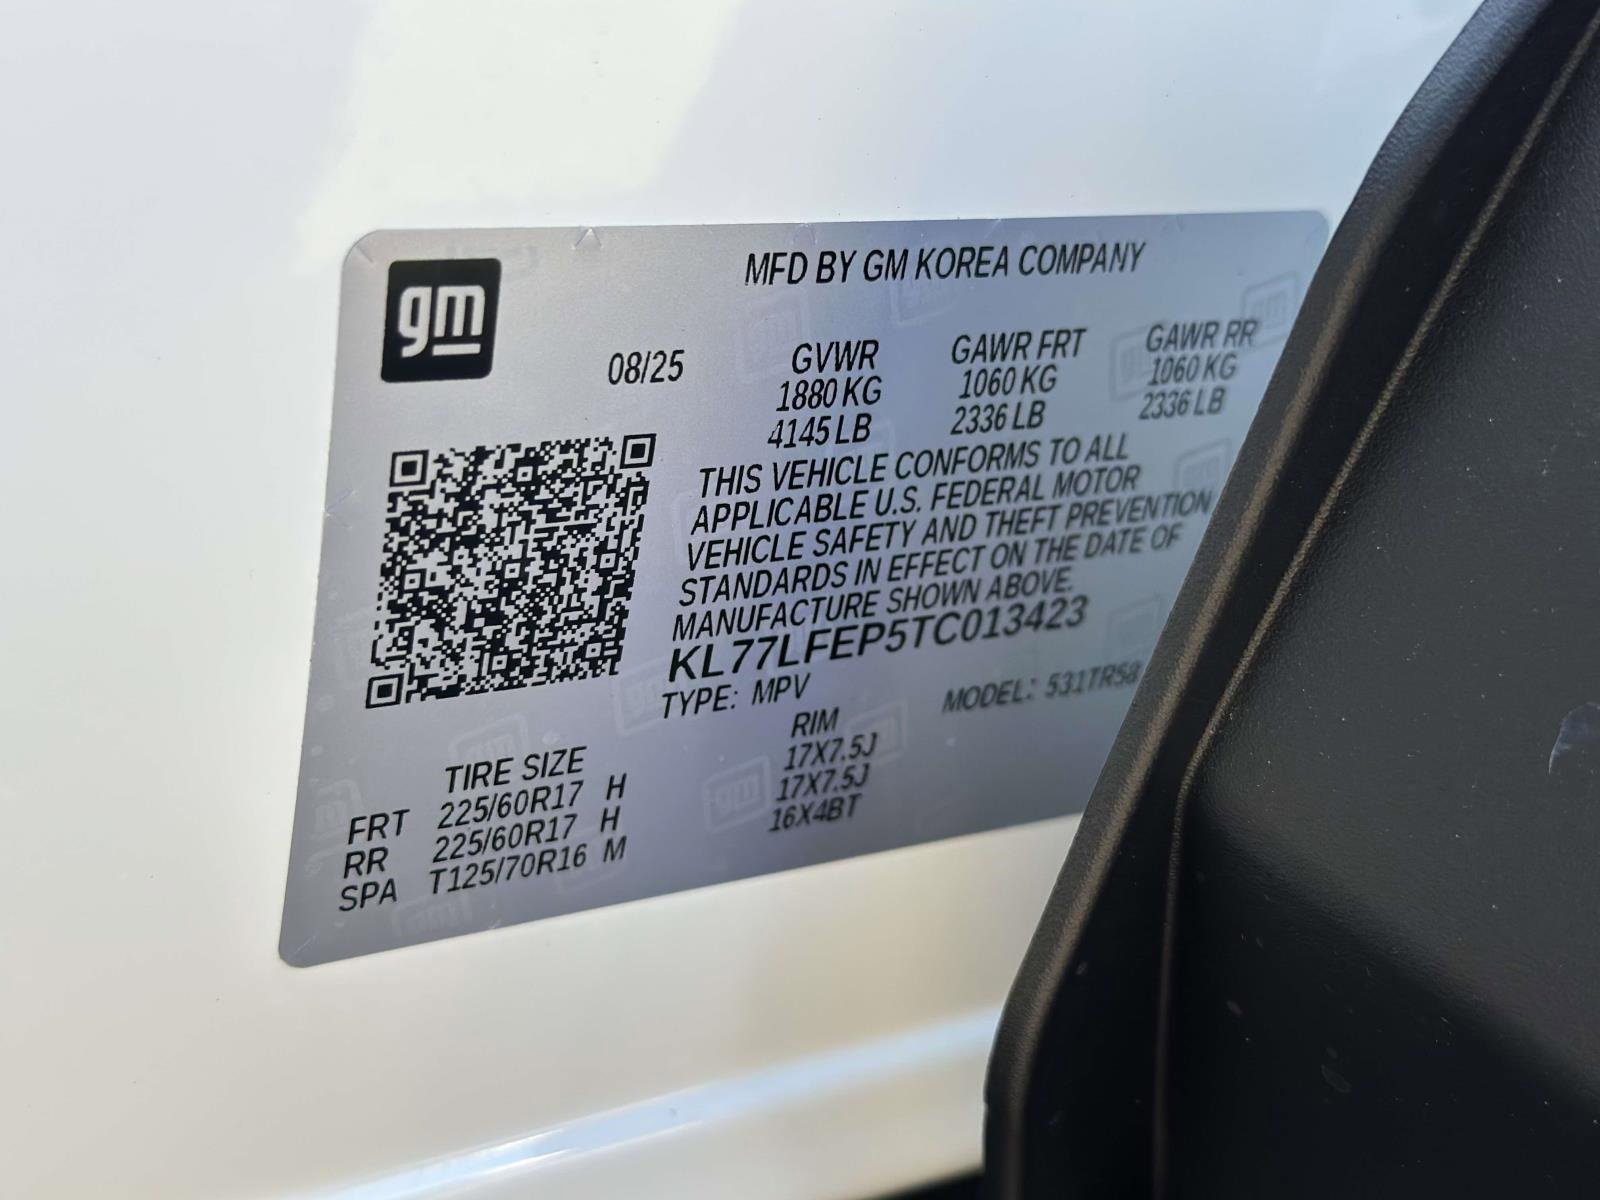 gm
MFD BY GM KOREA COMPANY
08/25 GVWR GAWR FRT GAWR RR
1880 KG 1060 KG 1060 KG
4145 LB 2336 LB 2336 LB
THIS VEHICLE CONFORMS TO ALL
APPLICABLE U.S. FEDERAL MOTOR
VEHICLE SAFETY AND THEFT PREVENTION
STANDARDS IN EFFECT ON THE DATE OF
MANUFACTURE SHOWN ABOVE.
KL77LFEP5TC013423
TYPE: MPV MODEL: 531TR58
TIRE SIZE RIM
FRT 225/60R17 H 17X7.5J
RR 225/60R17 H 17X7.5J
SPA T125/70R16 M 16X4BT